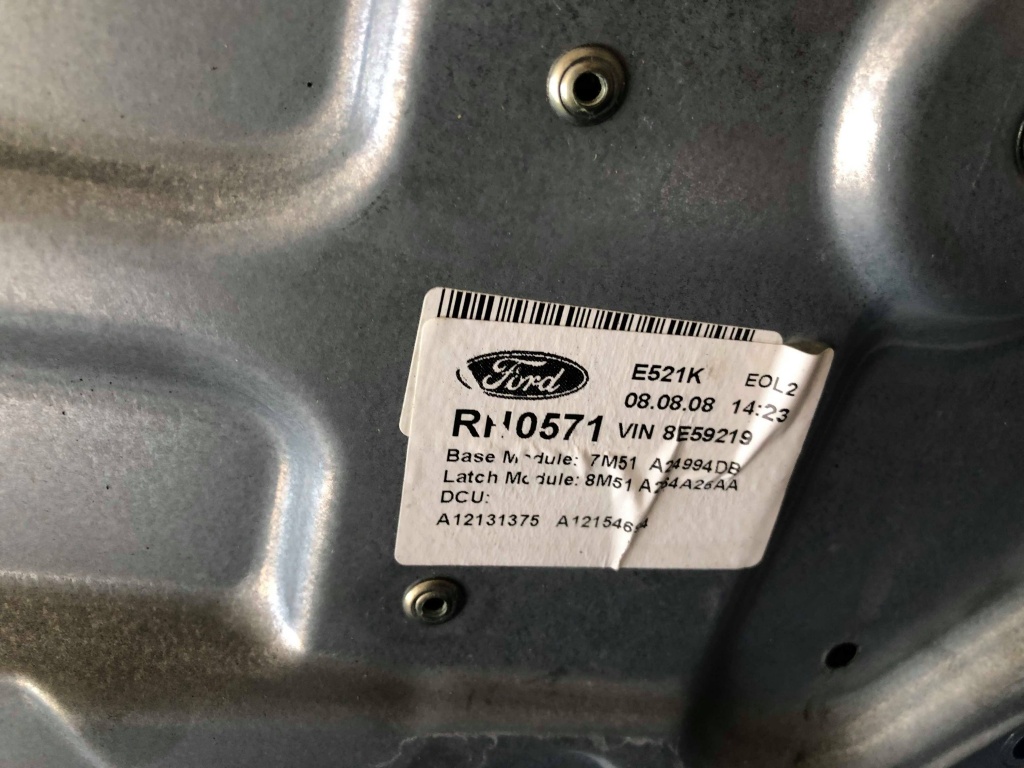 Ford
E521K EOL2
08.08.08 14:23
RH0571 VIN 8E59219
Base Module: 7M51 A24994DB
Latch Module: 8M51
DCU:
A12131375